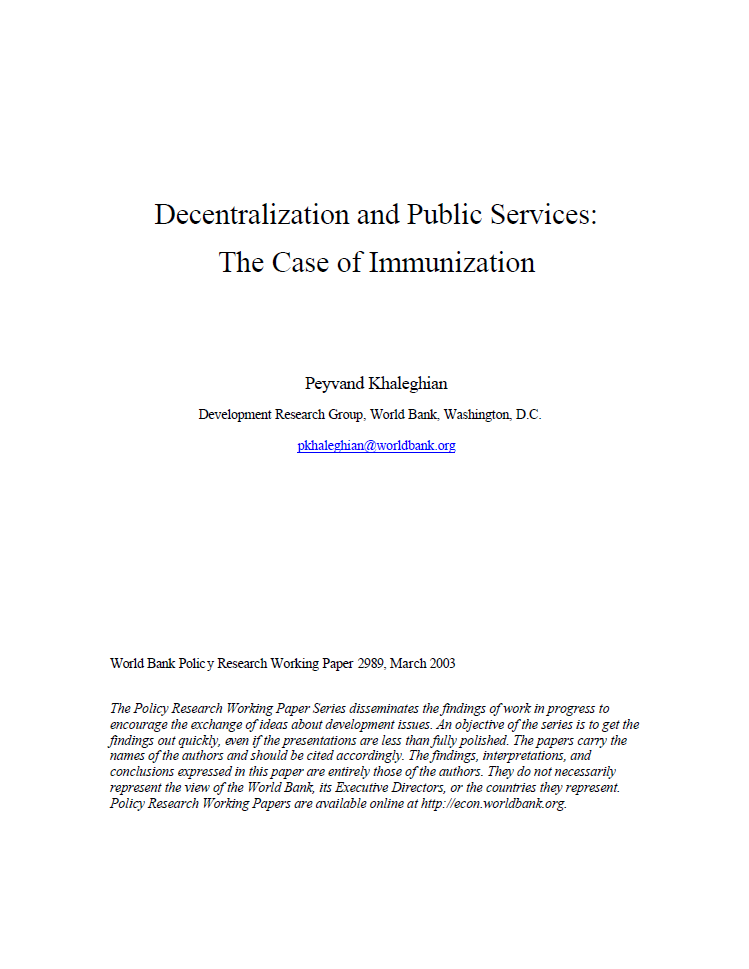 Decentralization and Public Services:
The Case of Immunization
Peyvand Khaleghian
Development Research Group, World Bank, Washington, D.C.
pkhaleghian@worldbank.org
World Bank Policy Research Working Paper 2989, March 2003
The Policy Research Working Paper Series disseminates the findings of work in progress to
encourage the exchange of ideas about development issues. An objective of the series is to get the
findings out quickly, even if the presentations are less than fully polished. The papers carry the
names of the authors and should be cited accordingly. The findings, interpretations, and
conclusions expressed in this paper are entirely those of the authors. They do not necessarily
represent the view of the World Bank, its Executive Directors, or the countries they represent.
Policy Research Working Papers are available online at http://econ.worldbank.org.